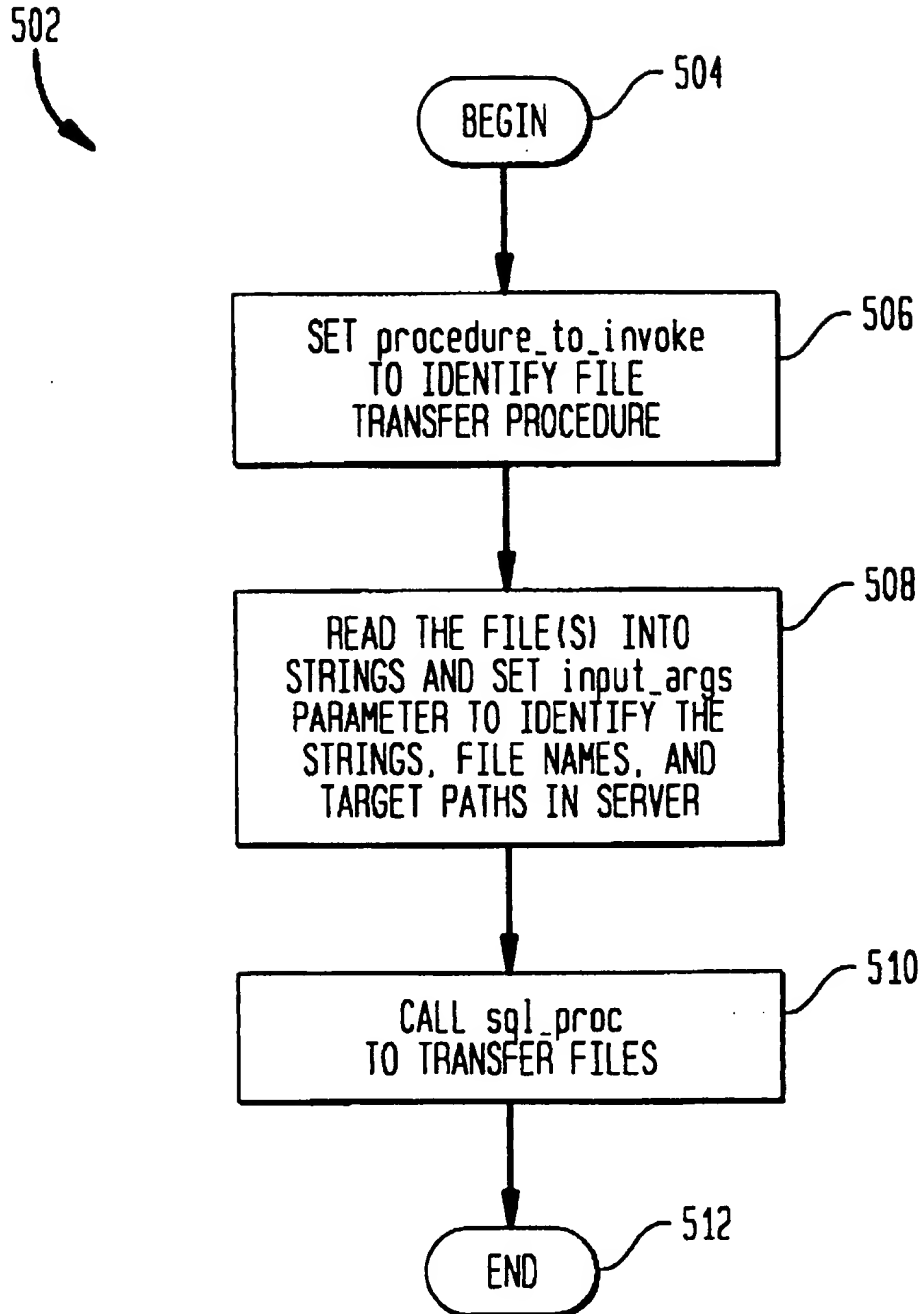 502
504
BEGIN
506
SET procedure_to_invoke
TO IDENTIFY FILE
TRANSFER PROCEDURE
508
READ THE FILE(S) INTO
STRINGS AND SET input_args
PARAMETER TO IDENTIFY THE
STRINGS, FILE NAMES, AND
TARGET PATHS IN SERVER
510
CALL sql_proc
TO TRANSFER FILES
512
END